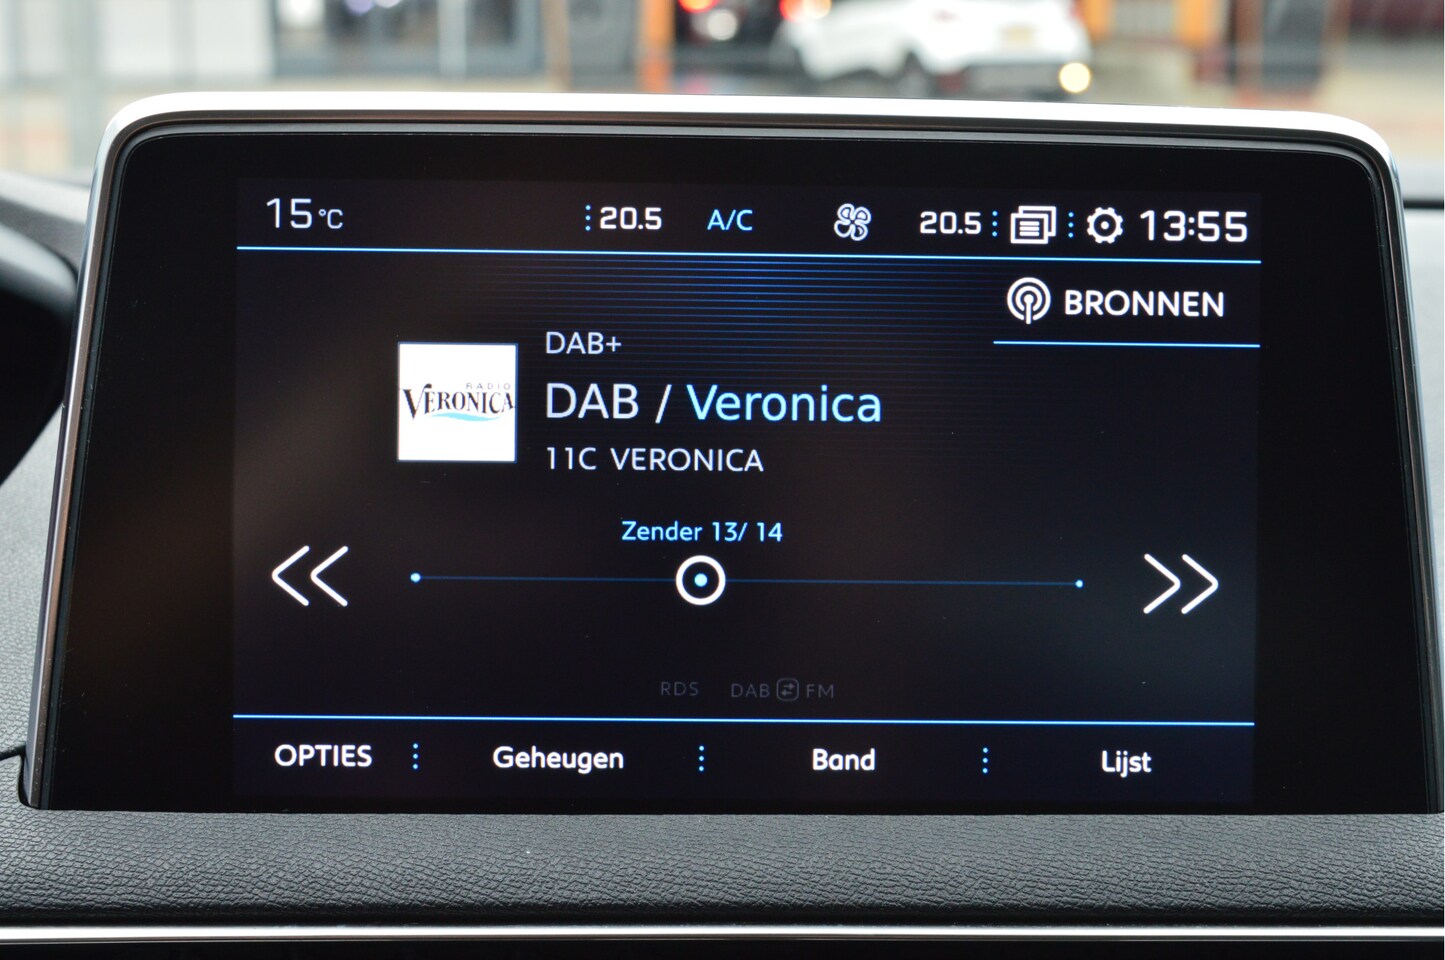 15°C 20.5 A/C 20.5 13:55
BRONNEN
DAB+
RADIO
VERONICA
DAB / Veronica
11C VERONICA
Zender 13/ 14
RDS DAB FM
OPTIES Geheugen Band Lijst